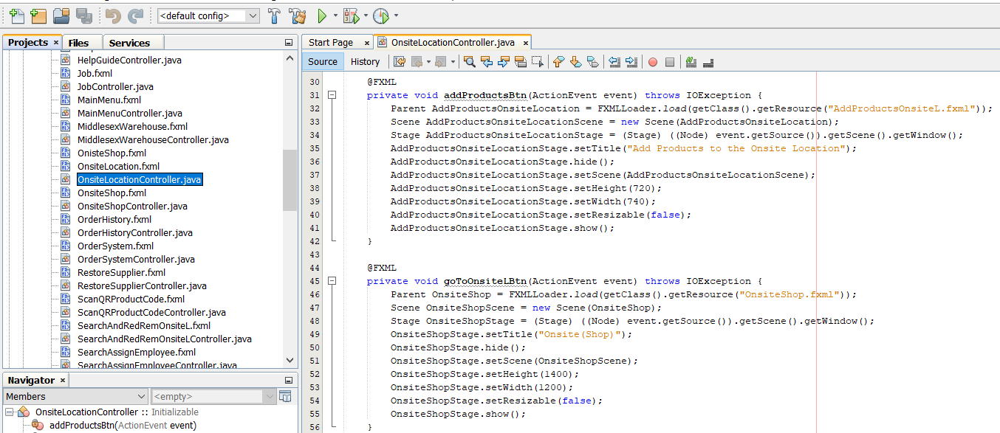 <default config>
Projects ×
Files
Services
HelpGuideController.java
Job.fxml
JobController.java
MainMenu.fxml
MainMenuController.java
MiddlesexWarehouse.fxml
MiddlesexWarehouseController.java
OnisteShop.fxml
OnsiteLocation.fxml
OnsiteLocationController.java
OnsiteShop.fxml
OnsiteShopController.java
OrderHistory.fxml
OrderHistoryController.java
OrderSystem.fxml
OrderSystemController.java
RestoreSupplier.fxml
RestoreSupplierController.java
ScanQRProductCode.fxml
ScanQRProductCodeController.java
SearchAndRedRemOnsiteL.fxml
SearchAndRedRemOnsiteLController.java
SearchAssignEmployee.fxml
SearchAssignEmployeeController.java
Navigator ×
Members
<empty>
OnsiteLocationController :: Initializable
addProductsBtn(ActionEvent event)
Start Page ×
OnsiteLocationController.java ×
Source
History
30 @FXML
31 private void addProductsBtn(ActionEvent event) throws IOException {
32 Parent AddProductsOnsiteLocation = FXMLLoader.load(getClass().getResource("AddProductsOnsiteL.fxml"));
33 Scene AddProductsOnsiteLocationScene = new Scene(AddProductsOnsiteLocation);
34 Stage AddProductsOnsiteLocationStage = (Stage) ((Node) event.getSource()).getScene().getWindow();
35 AddProductsOnsiteLocationStage.setTitle("Add Products to the Onsite Location");
36 AddProductsOnsiteLocationStage.hide();
37 AddProductsOnsiteLocationStage.setScene(AddProductsOnsiteLocationScene);
38 AddProductsOnsiteLocationStage.setHeight(720);
39 AddProductsOnsiteLocationStage.setWidth(740);
40 AddProductsOnsiteLocationStage.setResizable(false);
41 AddProductsOnsiteLocationStage.show();
42 }
43
44 @FXML
45 private void goToOnsiteLBtn(ActionEvent event) throws IOException {
46 Parent OnsiteShop = FXMLLoader.load(getClass().getResource("OnsiteShop.fxml"));
47 Scene OnsiteShopScene = new Scene(OnsiteShop);
48 Stage OnsiteShopStage = (Stage) ((Node) event.getSource()).getScene().getWindow();
49 OnsiteShopStage.setTitle("Onsite(Shop)");
50 OnsiteShopStage.hide();
51 OnsiteShopStage.setScene(OnsiteShopScene);
52 OnsiteShopStage.setHeight(1400);
53 OnsiteShopStage.setWidth(1200);
54 OnsiteShopStage.setResizable(false);
55 OnsiteShopStage.show();
56 }